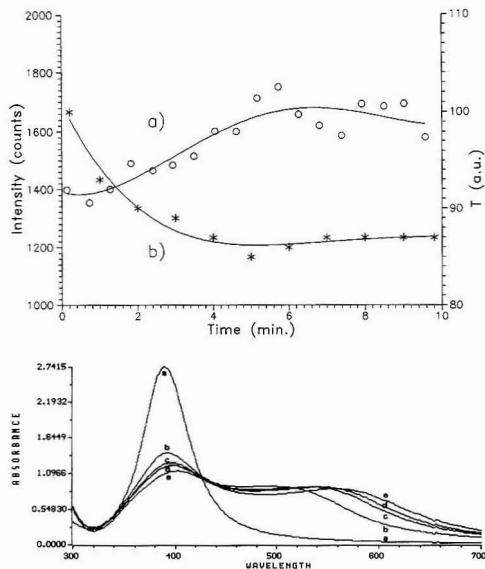 2000
1800
1600
1400
1200
1000
Intensity (counts)
a)
b)
110
100
90
80
T (a.u.)
0
2
4
6
8
10
Time (min.)
2.7415
2.1932
1.8449
1.0966
0.54830
0.0000
ABSORBANCE
a
b
c
e
e
d
c
b
a
300
400
500
600
700
WAVELENGTH